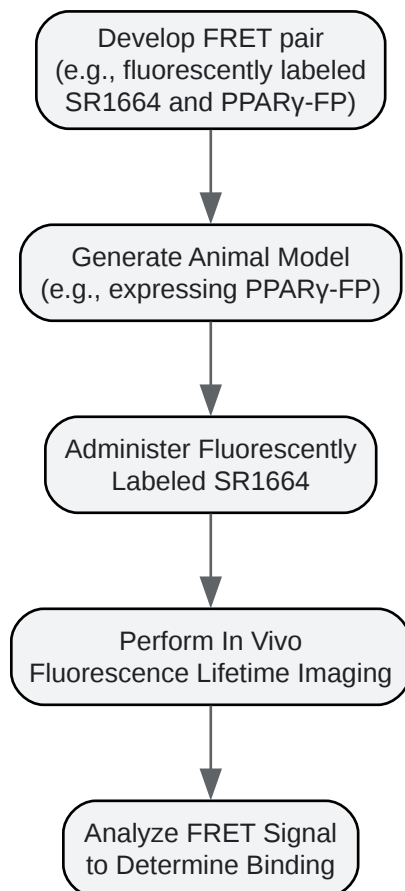 Develop FRET pair
(e.g., fluorescently labeled
SR1664 and PPARγ-FP)
Generate Animal Model
(e.g., expressing PPARγ-FP)
Administer Fluorescently
Labeled SR1664
Perform In Vivo
Fluorescence Lifetime Imaging
Analyze FRET Signal
to Determine Binding